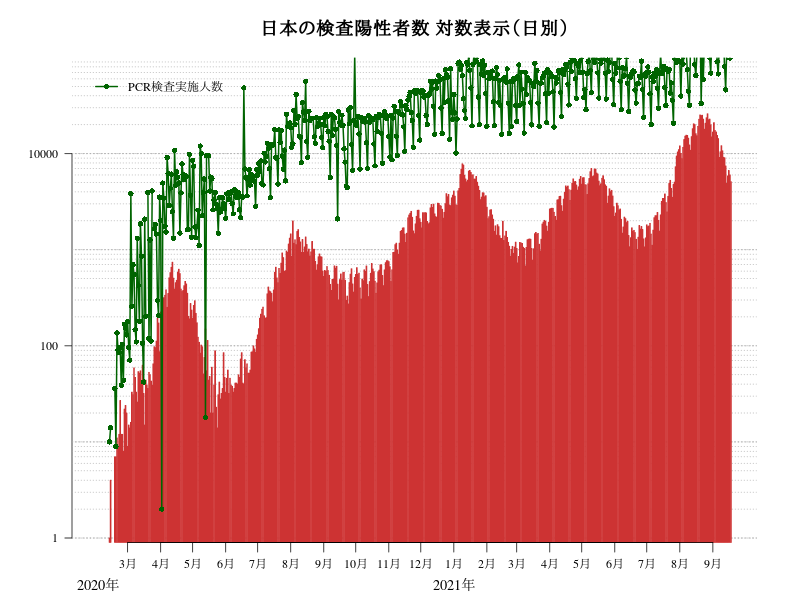 日本の検査陽性者数 対数表示(日別)
PCR検査実施人数
10000
100
1
3月 4月 5月 6月 7月 8月 9月 10月 11月 12月 1月 2月 3月 4月 5月 6月 7月 8月 9月
2020年 2021年